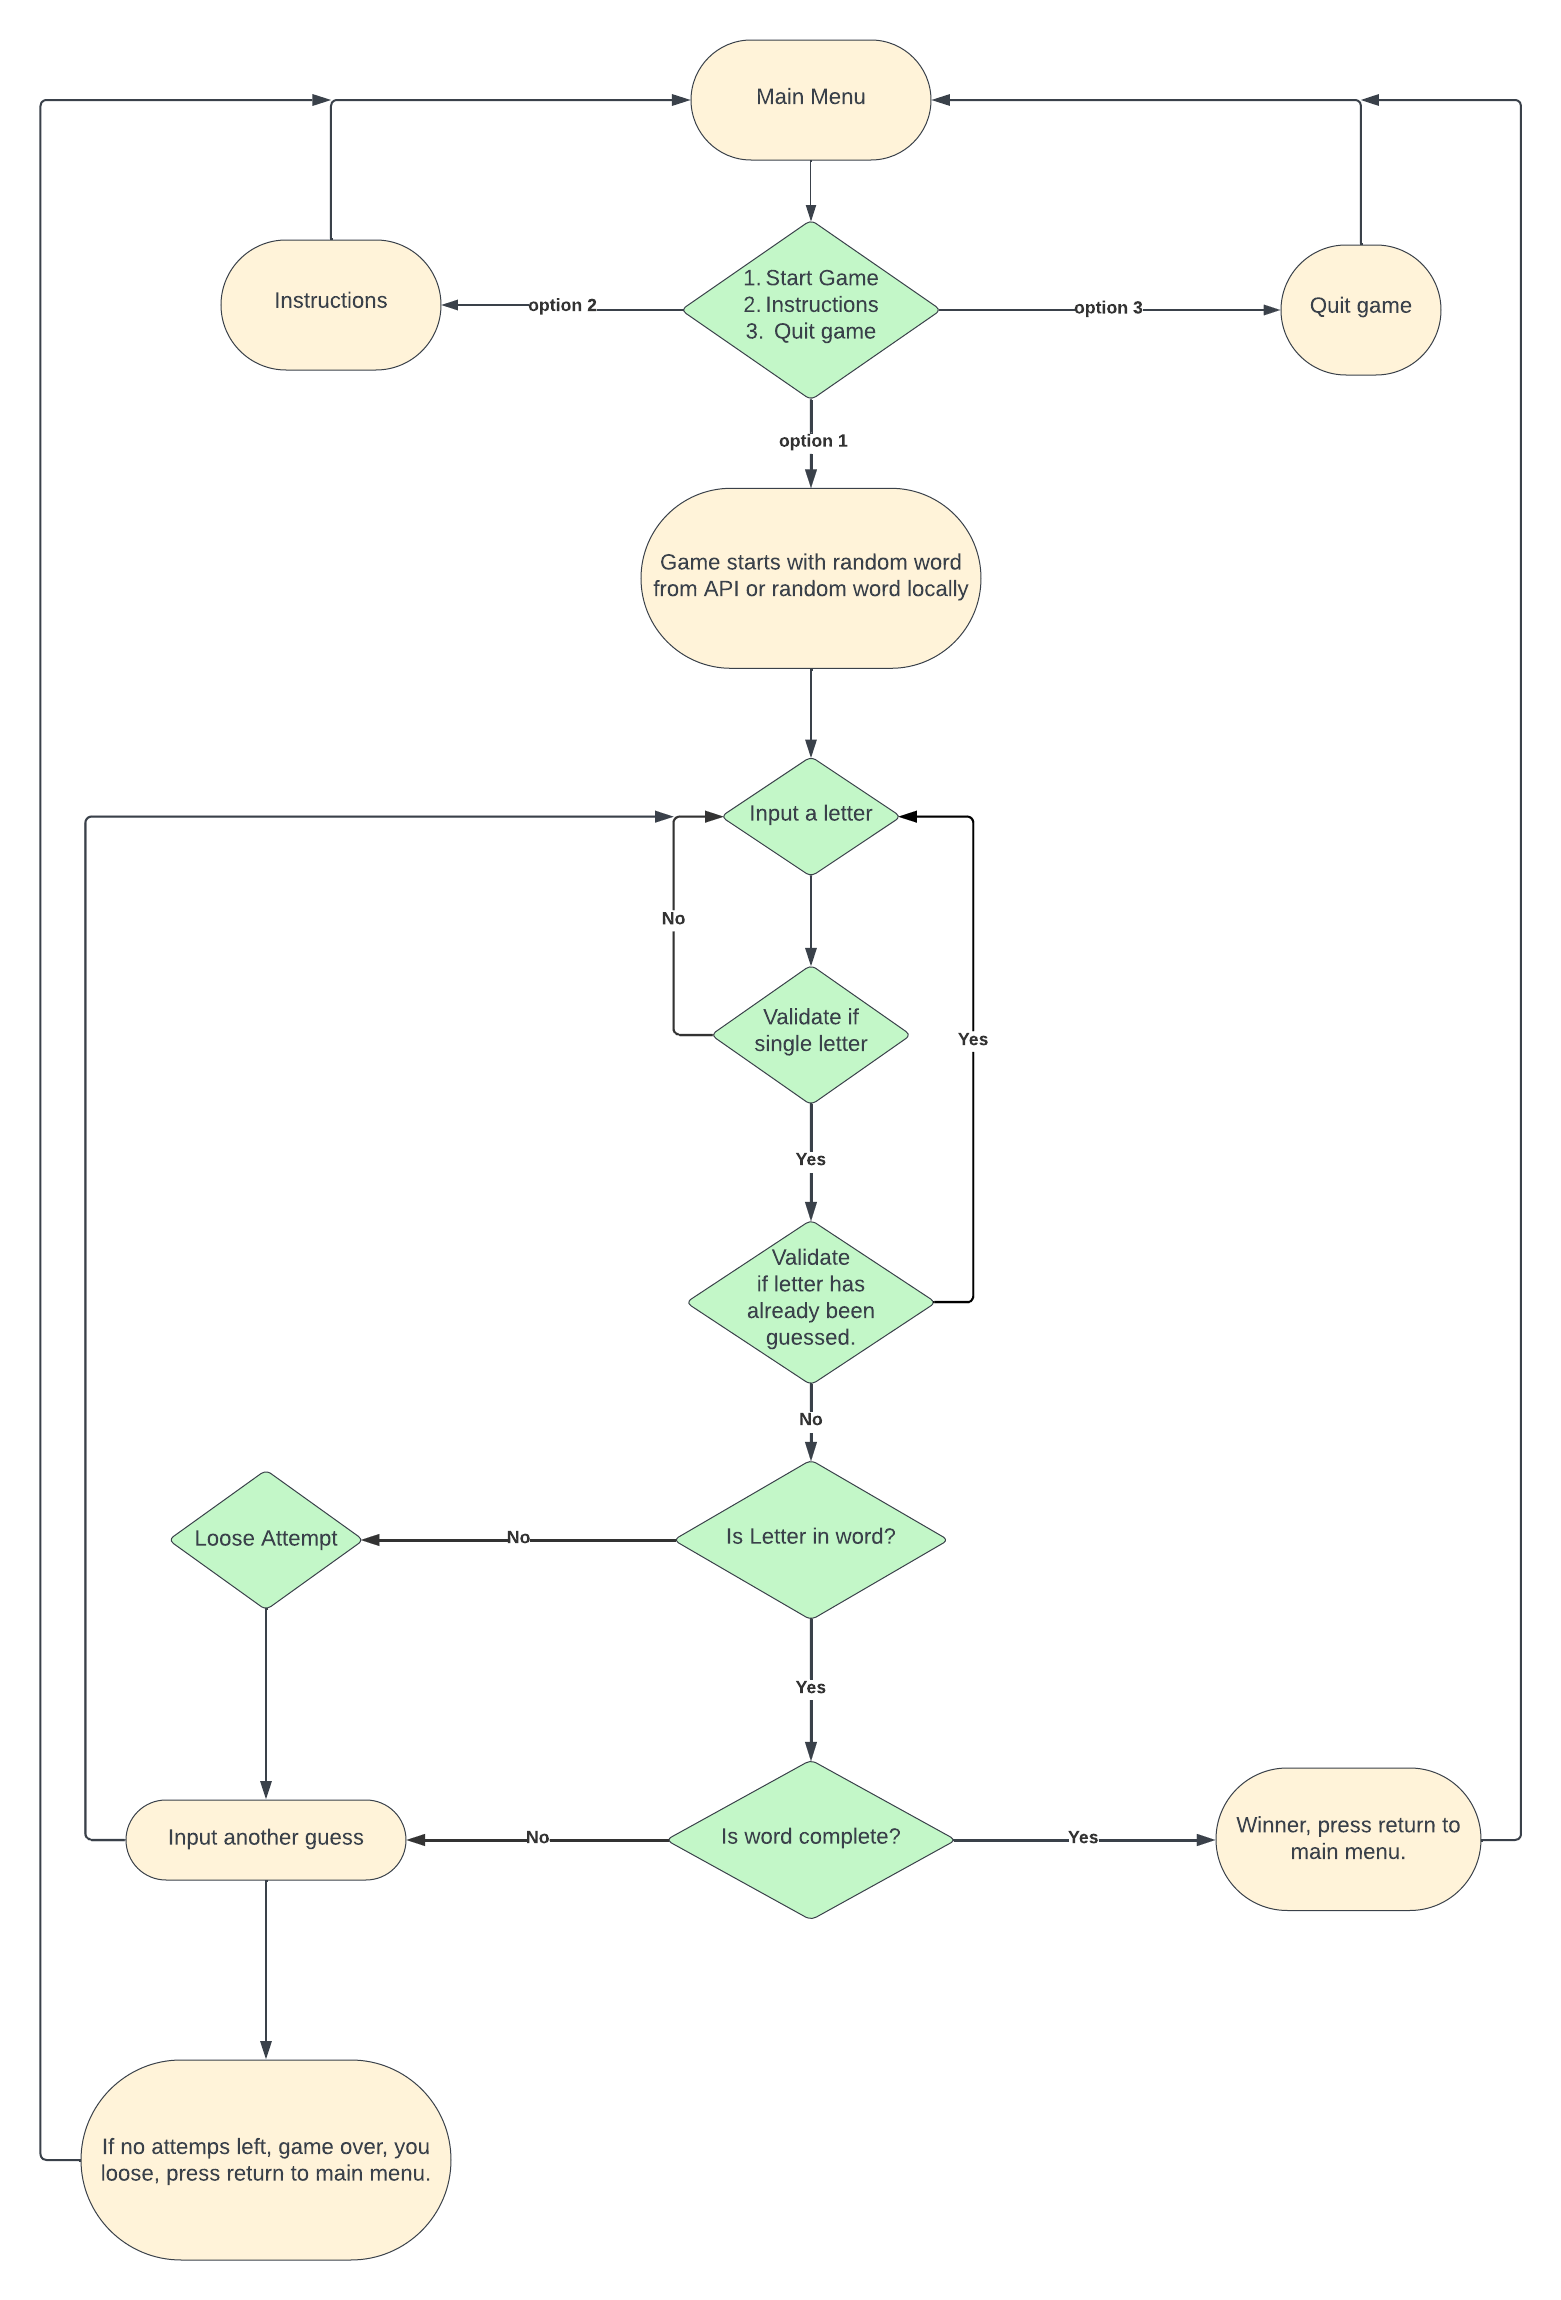 Main Menu
1. Start Game
2. Instructions
3. Quit game
Instructions
option 2
option 3
Quit game
option 1
Game starts with random word
from API or random word locally
Input a letter
No
Validate if
single letter
Yes
Yes
Validate
if letter has
already been
guessed.
No
Loose Attempt
No
Is Letter in word?
Yes
Input another guess
No
Is word complete?
Yes
Winner, press return to
main menu.
If no attemps left, game over, you
loose, press return to main menu.